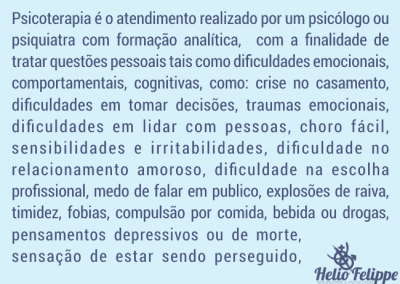 Psicoterapia é o atendimento realizado por um psicólogo ou
psiquiatra com formação analítica, com a finalidade de
tratar questões pessoais tais como dificuldades emocionais,
comportamentais, cognitivas, como: crise no casamento,
dificuldades em tomar decisões, traumas emocionais,
dificuldades em lidar com pessoas, choro fácil,
sensibilidades e irritabilidades, dificuldade no
relacionamento amoroso, dificuldade na escolha
profissional, medo de falar em publico, explosões de raiva,
timidez, fobias, compulsão por comida, bebida ou drogas,
pensamentos depressivos ou de morte,
sensação de estar sendo perseguido,
Helio Felippe